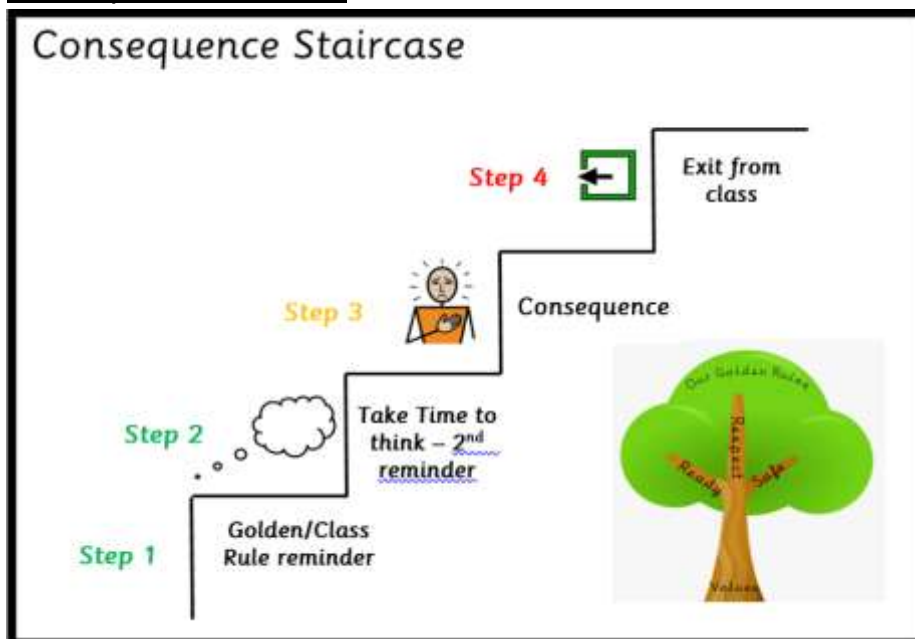 Consequence Staircase
Step 4
Exit from
class
Step 3
Consequence
Step 2
Take Time to
think – 2nd
reminder
Step 1
Golden/Class
Rule reminder
Our Golden Rules
Ready
Respect
Safe
Values